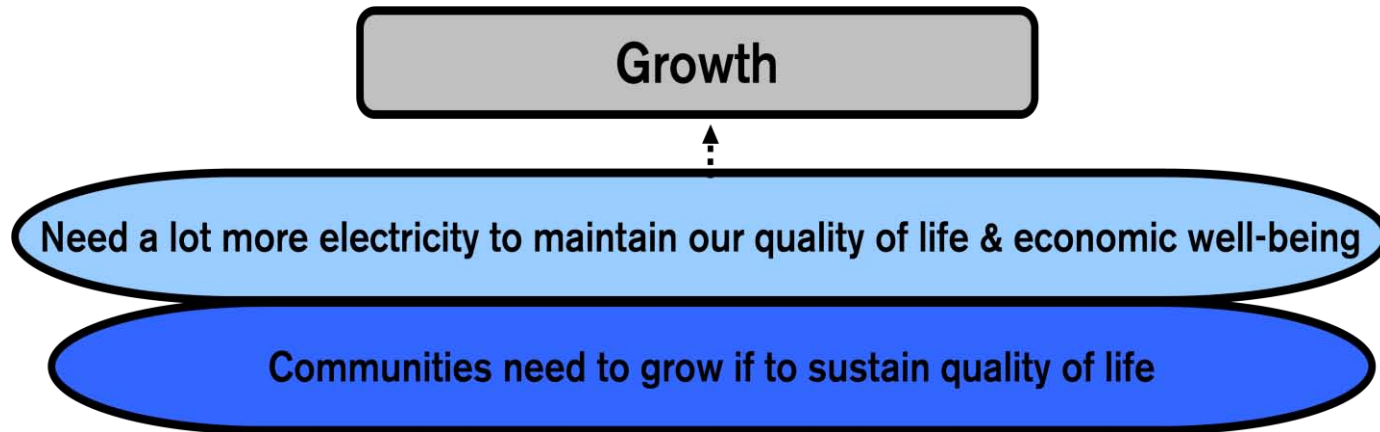 Growth
Need a lot more electricity to maintain our quality of life & economic well-being
Communities need to grow if to sustain quality of life